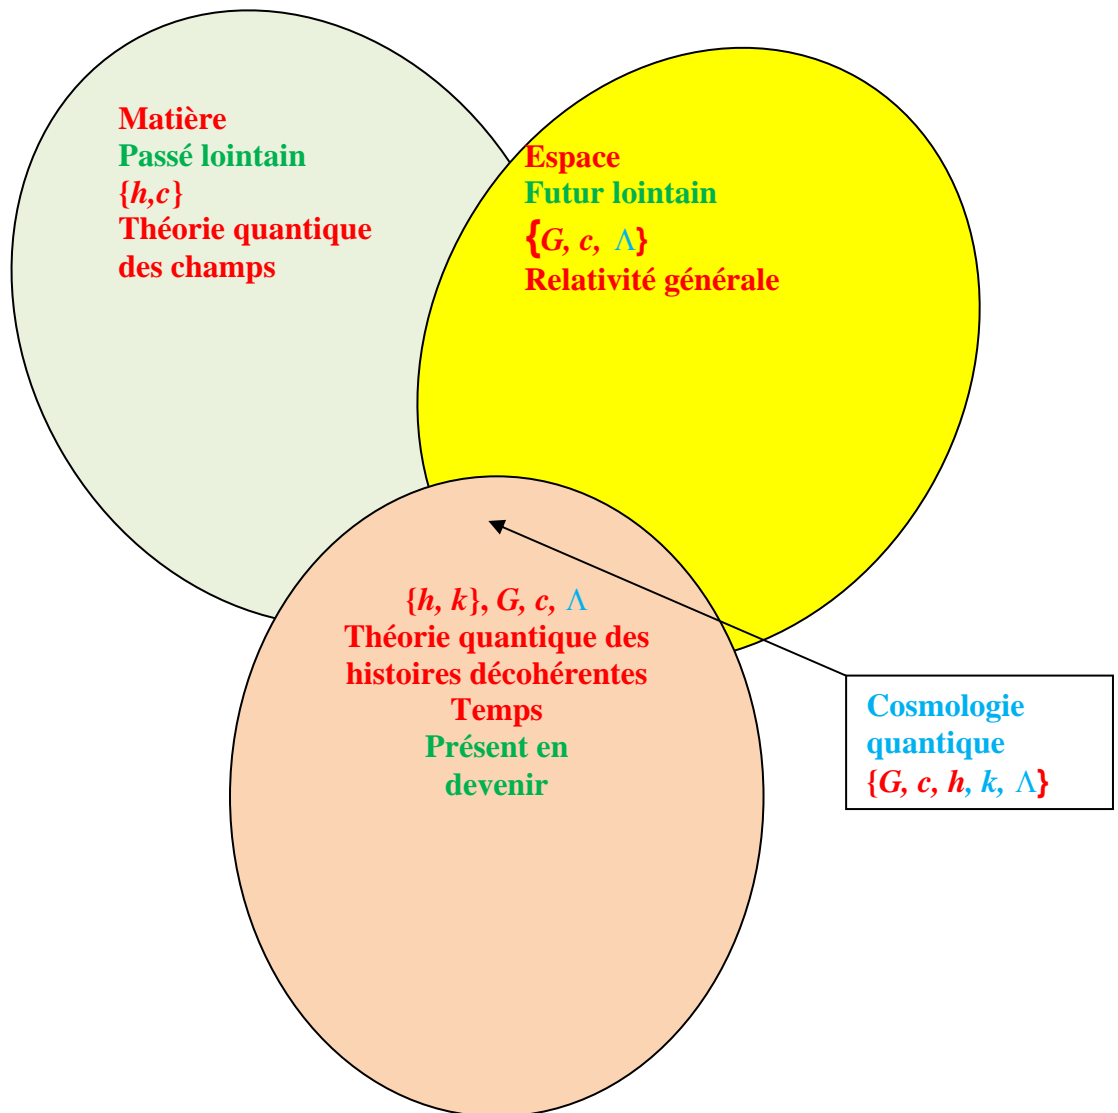 Matière
Passé lointain
{h,c}
Théorie quantique
des champs
Espace
Futur lointain
{G, c, Λ}
Relativité générale
{h, k}, G, c, Λ
Théorie quantique des
histoires décohérentes
Temps
Présent en
devenir
Cosmologie
quantique
{G, c, h, k, Λ}